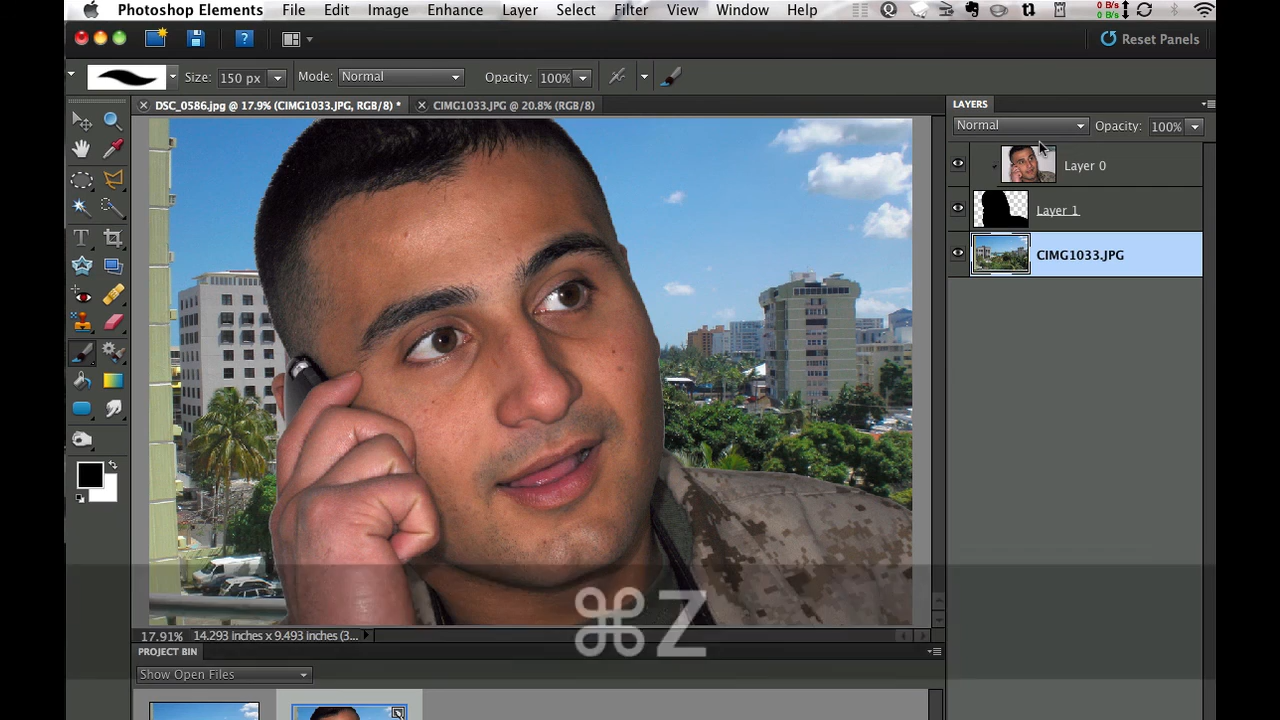 Photoshop Elements File Edit Image Enhance Layer Select Filter View Window Help 0 B/s 0 B/s
Reset Panels
Size: 150 px Mode: Normal Opacity: 100%
DSC_0586.jpg @ 17.9% (CIMG1033.JPG, RGB/8) * CIMG1033.JPG @ 20.8% (RGB/8) LAYERS
Normal Opacity: 100%
Layer 0
Layer 1
CIMG1033.JPG
T
⌘Z
17.91% 14.293 inches x 9.493 inches (3...
PROJECT BIN
Show Open Files